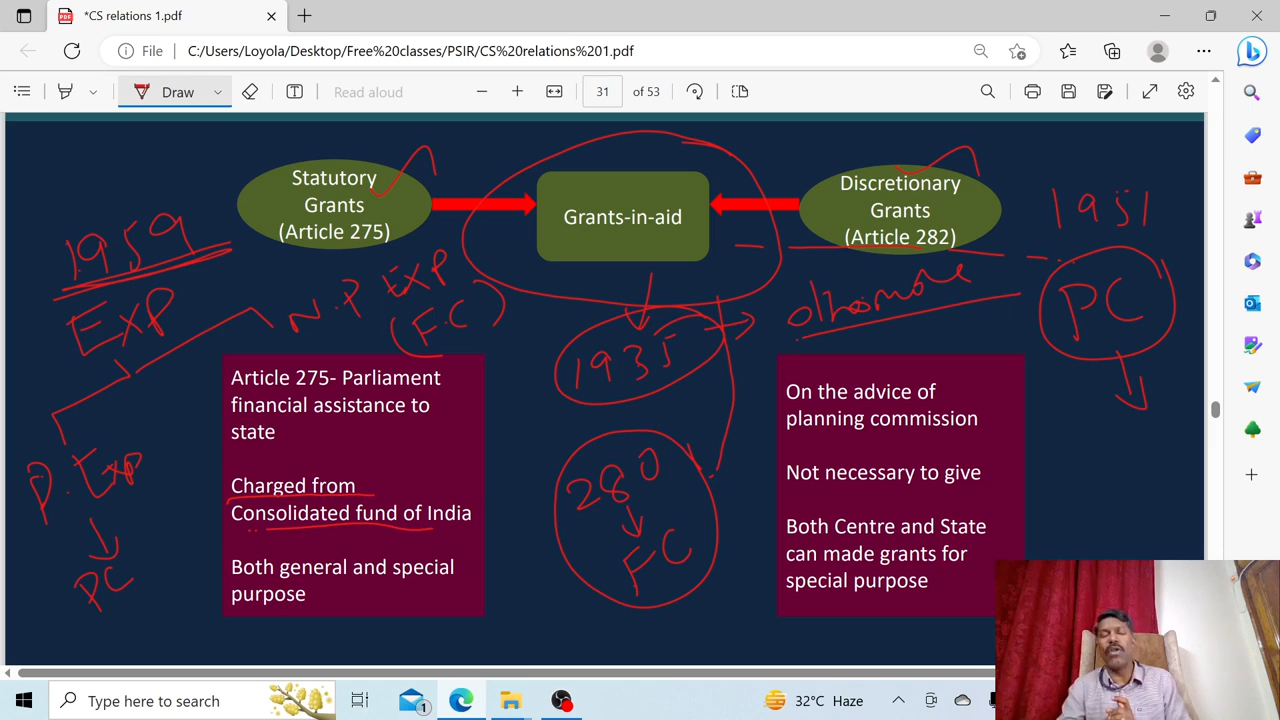 *CS relations 1.pdf
File
C:/Users/Loyola/Desktop/Free%20classes/PSIR/CS%20relations%201.pdf
Draw
Read aloud
31 of 53
Statutory
Grants
(Article 275)
Grants-in-aid
Discretionary
Grants
(Article 282)
1951
1959
EXP
N.P EXP
(F.C)
1935
PC
Article 275- Parliament
financial assistance to
state
Charged from
Consolidated fund of India
Both general and special
purpose
On the advice of
planning commission
Not necessary to give
Both Centre and State
can made grants for
special purpose
P. Exp
PC
280
FC
Type here to search
1
32°C Haze